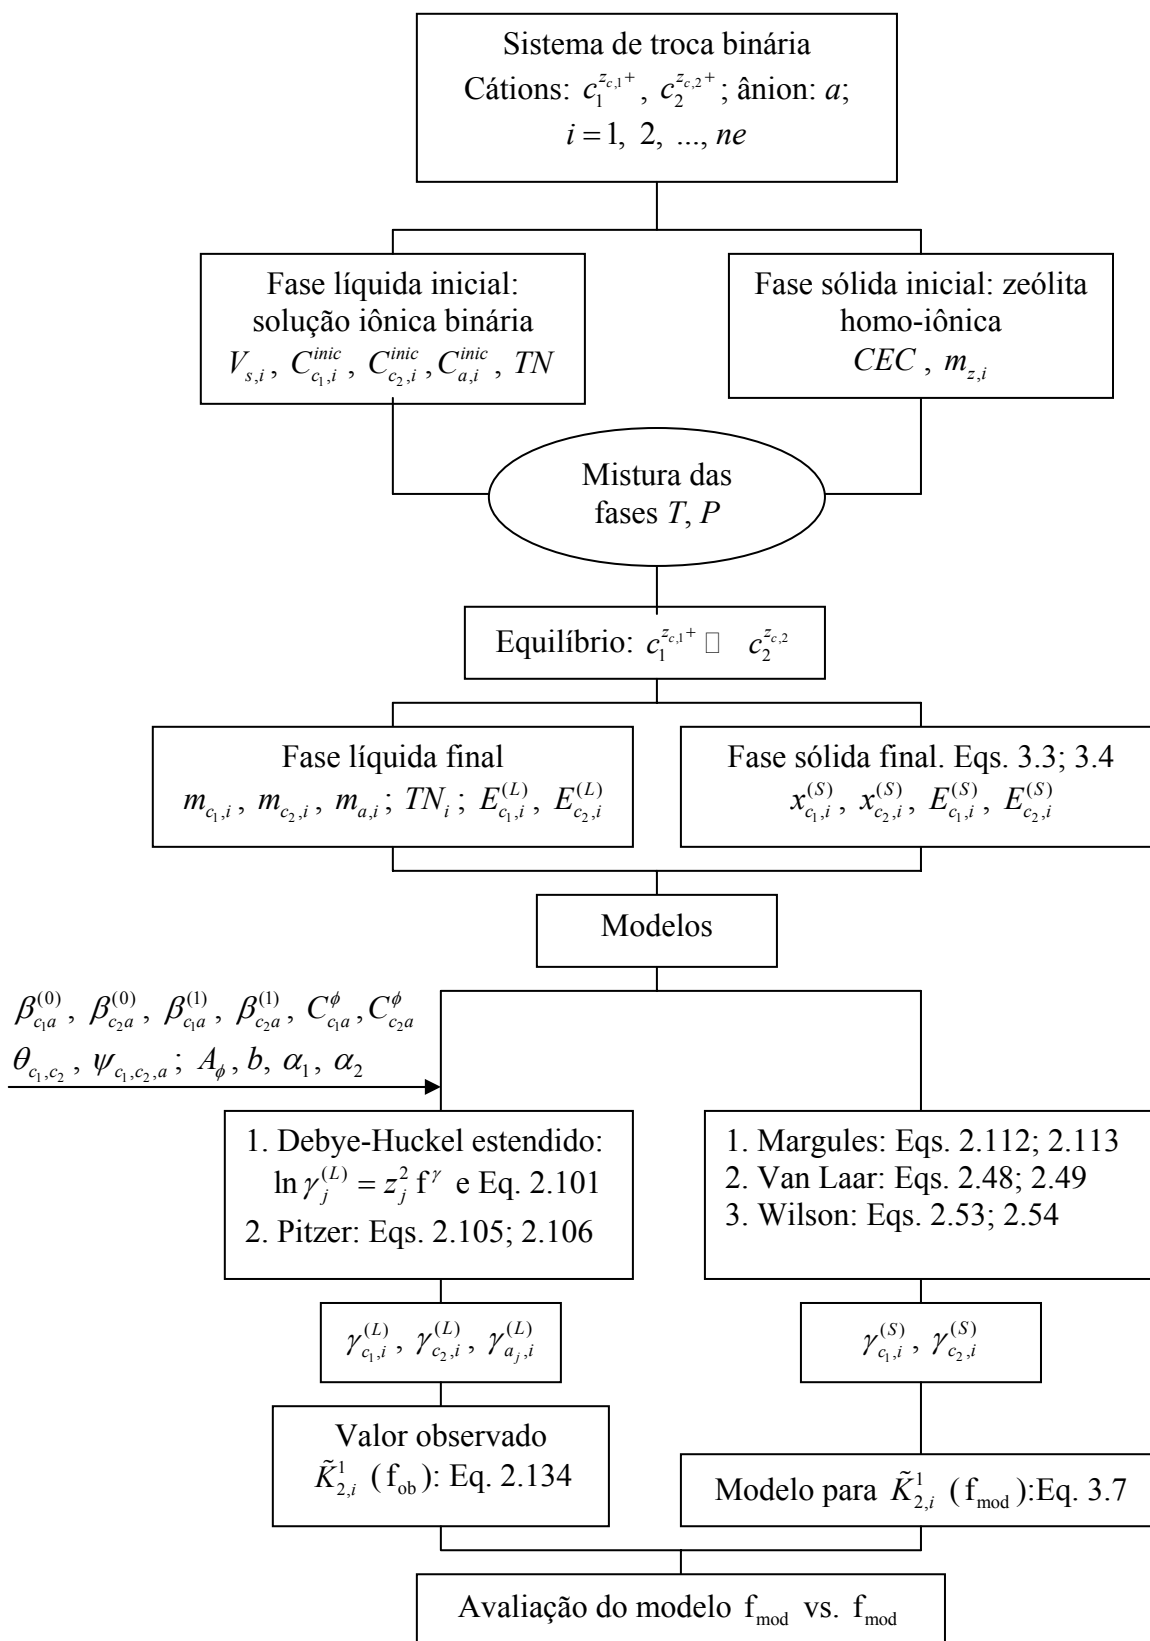 Sistema de troca binária
Cátions: $c_1^{z_{c,1}+}$, $c_2^{z_{c,2}+}$; ânion: $a$;
$i = 1, 2, ..., ne$
Fase líquida inicial:
solução iônica binária
$V_{s,i}$, $C_{c_1,i}^{inic}$, $C_{c_2,i}^{inic}$, $C_{a,i}^{inic}$, $TN$
Fase sólida inicial: zeólita
homo-iônica
$CEC$, $m_{z,i}$
Mistura das
fases $T$, $P$
Equilíbrio: $c_1^{z_{c,1}+}$ □ $c_2^{z_{c,2}}$
Fase líquida final
$m_{c_1,i}$, $m_{c_2,i}$, $m_{a,i}$; $TN_i$; $E_{c_1,i}^{(L)}$, $E_{c_2,i}^{(L)}$
Fase sólida final. Eqs. 3.3; 3.4
$x_{c_1,i}^{(S)}$, $x_{c_2,i}^{(S)}$, $E_{c_1,i}^{(S)}$, $E_{c_2,i}^{(S)}$
Modelos
$\beta_{c_1a}^{(0)}$, $\beta_{c_2a}^{(0)}$, $\beta_{c_1a}^{(1)}$, $\beta_{c_2a}^{(1)}$, $C_{c_1a}^{\phi}$, $C_{c_2a}^{\phi}$
$\theta_{c_1,c_2}$, $\psi_{c_1,c_2,a}$; $A_\phi$, $b$, $\alpha_1$, $\alpha_2$
1. Debye-Huckel estendido:
$\ln \gamma_j^{(L)} = z_j^2 \mathrm{f}^{\gamma}$ e Eq. 2.101
2. Pitzer: Eqs. 2.105; 2.106
1. Margules: Eqs. 2.112; 2.113
2. Van Laar: Eqs. 2.48; 2.49
3. Wilson: Eqs. 2.53; 2.54
$\gamma_{c_1,i}^{(L)}$, $\gamma_{c_2,i}^{(L)}$, $\gamma_{a_j,i}^{(L)}$
$\gamma_{c_1,i}^{(S)}$, $\gamma_{c_2,i}^{(S)}$
Valor observado
$\tilde{K}_{2,i}^{1}$ ($\mathrm{f}_{\mathrm{ob}}$): Eq. 2.134
Modelo para $\tilde{K}_{2,i}^{1}$ ($\mathrm{f}_{\mathrm{mod}}$):Eq. 3.7
Avaliação do modelo $\mathrm{f}_{\mathrm{mod}}$ vs. $\mathrm{f}_{\mathrm{mod}}$